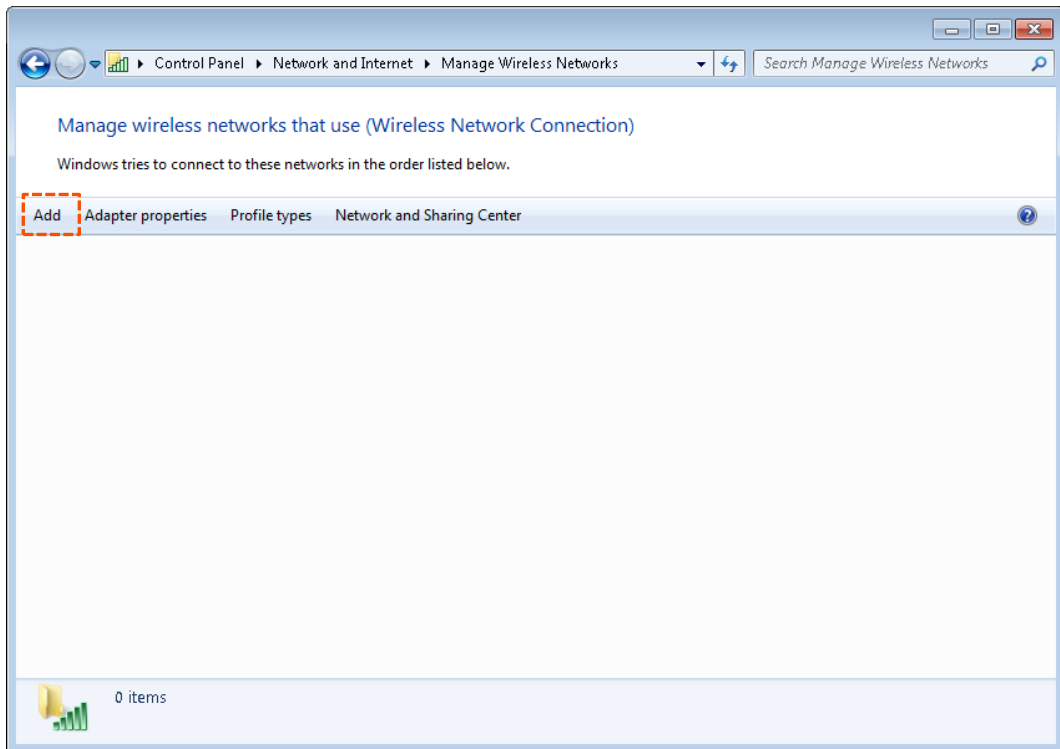 Control Panel Network and Internet Manage Wireless Networks Search Manage Wireless Networks
Manage wireless networks that use (Wireless Network Connection)
Windows tries to connect to these networks in the order listed below.
Add Adapter properties Profile types Network and Sharing Center
0 items